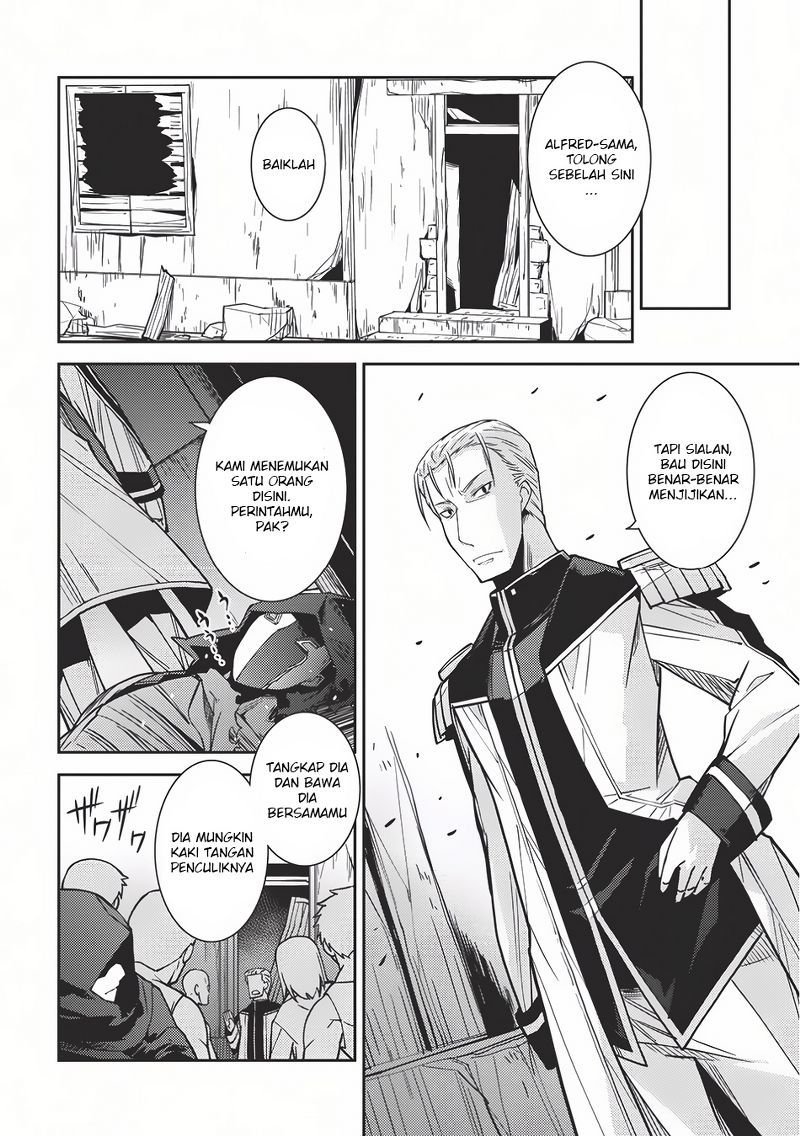 ALFRED-SAMA,
TOLONG
SEBELAH SINI
...
BAIKLAH
TAPI SIALAN,
BAU DISINI
BENAR-BENAR
MENJIJIKAN...
KAMI MENEMUKAN
SATU ORANG
DISINI.
PERINTAHMU,
PAK?
TANGKAP DIA
DAN BAWA
DIA
BERSAMAMU
DIA MUNGKIN
KAKI TANGAN
PENCULIKNYA
ザワ
ザワ